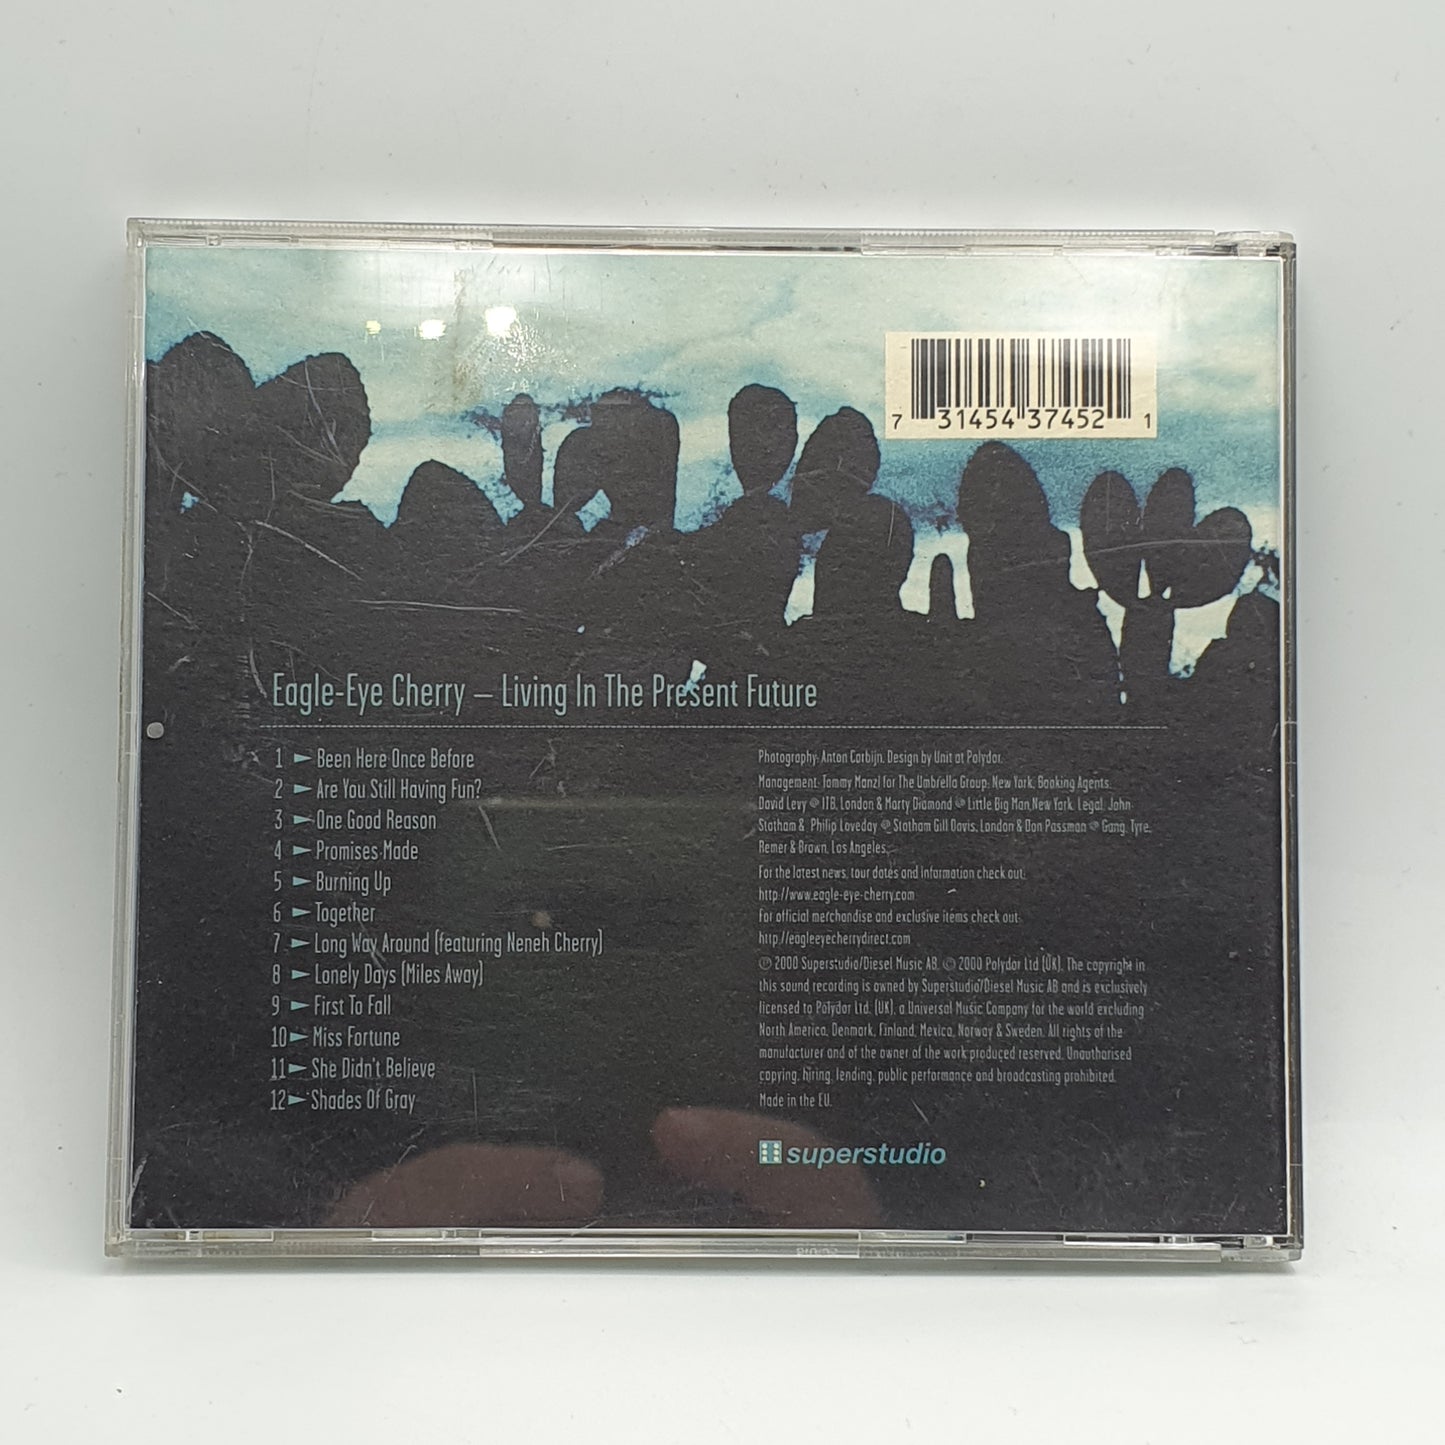 7 31454 37452 1
Eagle-Eye Cherry – Living In The Present Future
1 ► Been Here Once Before
2 ► Are You Still Having Fun?
3 ► One Good Reason
4 ► Promises Made
5 ► Burning Up
6 ► Together
7 ► Long Way Around (featuring Neneh Cherry)
8 ► Lonely Days (Miles Away)
9 ► First To Fall
10 ► Miss Fortune
11 ► She Didn't Believe
12 ► Shades Of Gray
Photography: Anton Corbijn. Design by Unit at Polydor.
Management: Tommy Manzi for The Umbrella Group: New York, Booking Agents.
David Levy @ ITB, London & Marty Diamond @ Little Big Man, New York. Legal: John
Statham & Philip Loveday @ Statham Gill Davis, London & Don Passman @ Gang, Tyre,
Remer & Brown, Los Angeles.
For the latest news, tour dates and information check out:
http://www.eagle-eye-cherry.com
For official merchandise and exclusive items check out:
http://eagleeyecherrydirect.com
℗ 2000 Superstudio/Diesel Music AB. © 2000 Polydor Ltd (UK). The copyright in
this sound recording is owned by Superstudio/Diesel Music AB and is exclusively
licensed to Polydor Ltd. (UK), a Universal Music Company for the world excluding
North America, Denmark, Finland, Mexico, Norway & Sweden. All rights of the
manufacturer and of the owner of the work produced reserved. Unauthorised
copying, hiring, lending, public performance and broadcasting prohibited.
Made in the EU.
superstudio